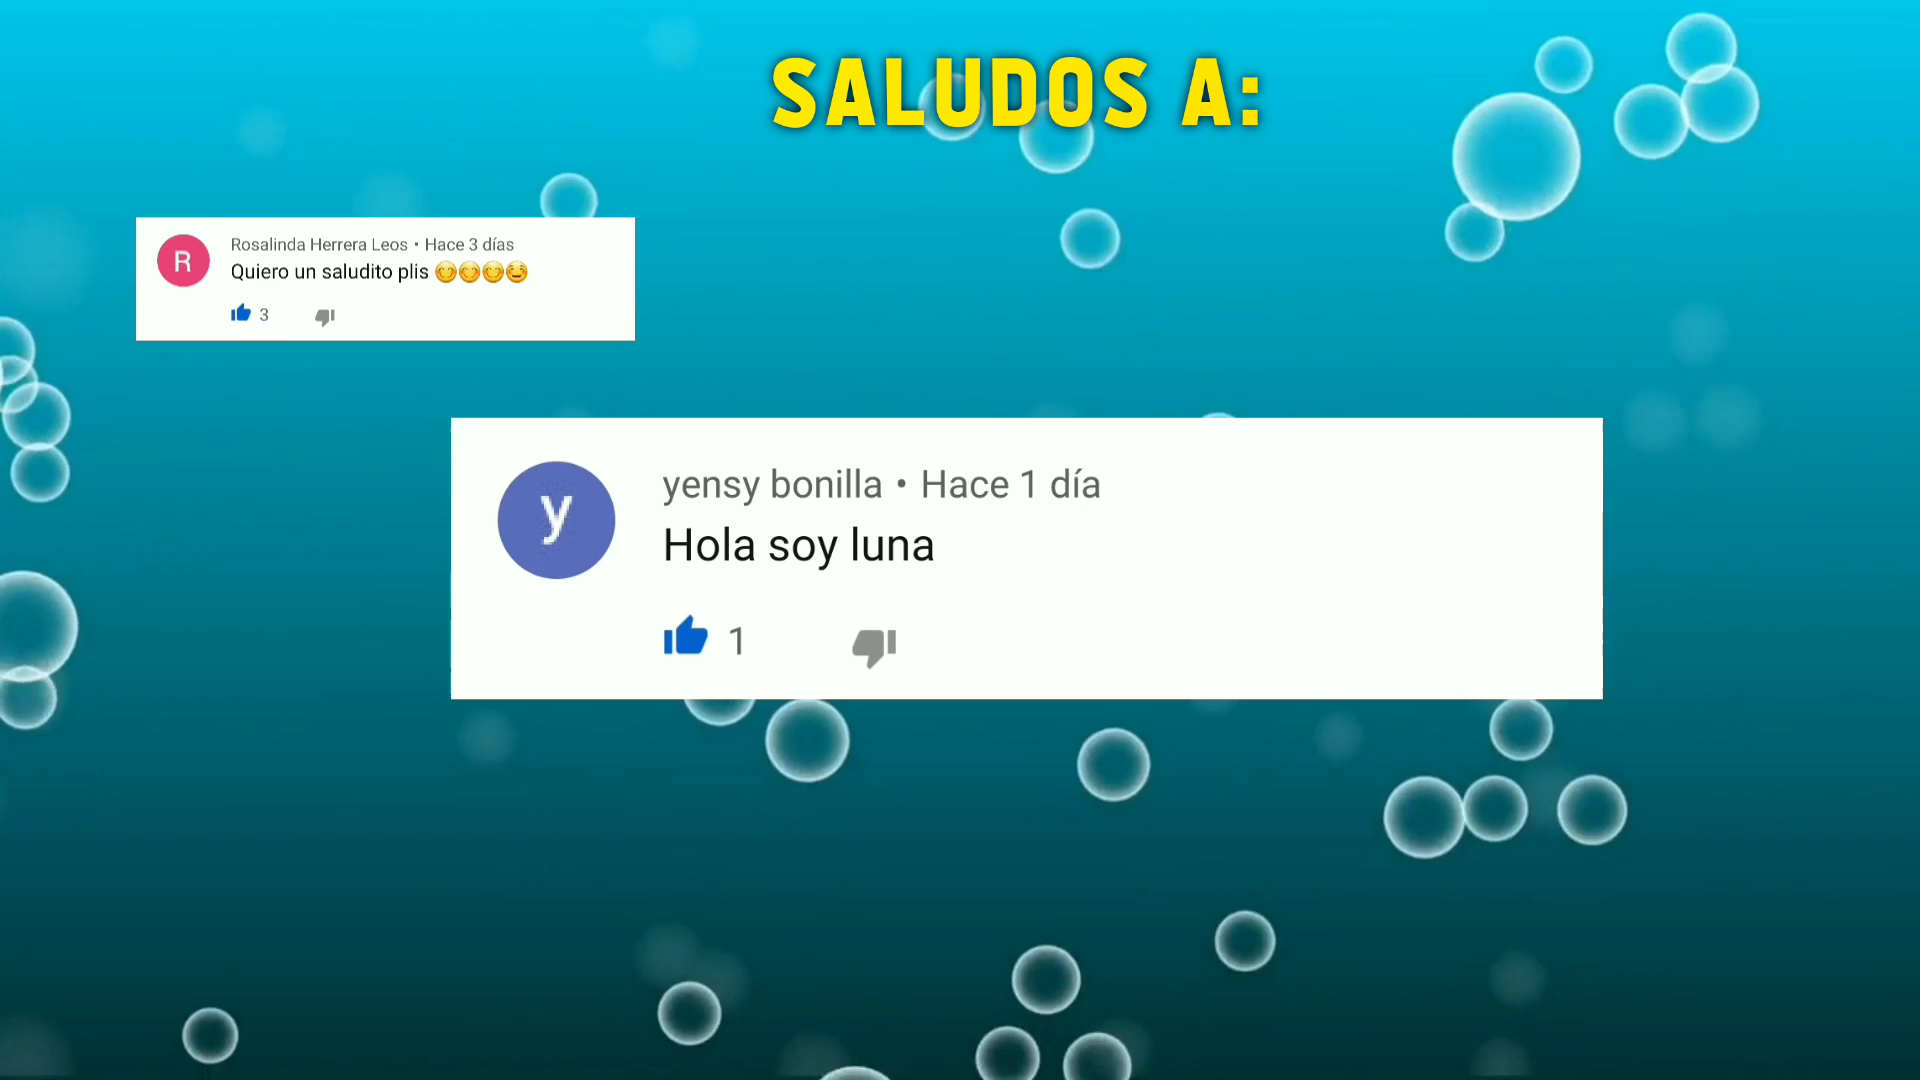 SALUDOS A:
R
Rosalinda Herrera Leos • Hace 3 días
Quiero un saludito plis 😊😊😊😂
3
y
yensy bonilla • Hace 1 día
Hola soy luna
1